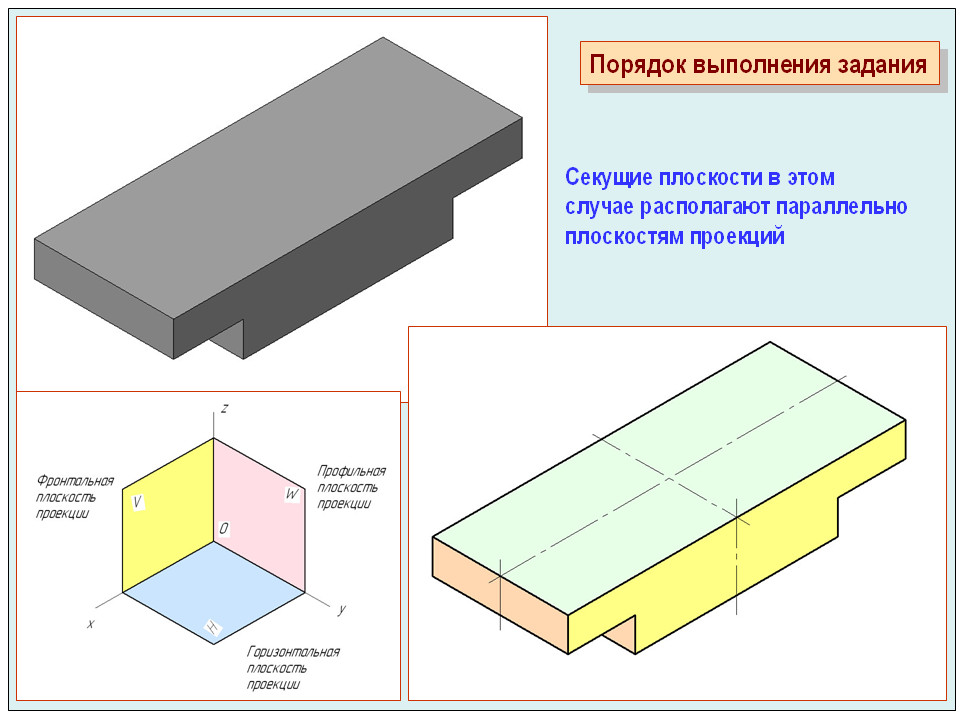 Порядок выполнения задания
Секущие плоскости в этом
случае располагают параллельно
плоскостям проекций
z
Фронтальная
плоскость
проекции
V
W
Профильная
плоскость
проекции
O
x
H
y
Горизонтальная
плоскость
проекции